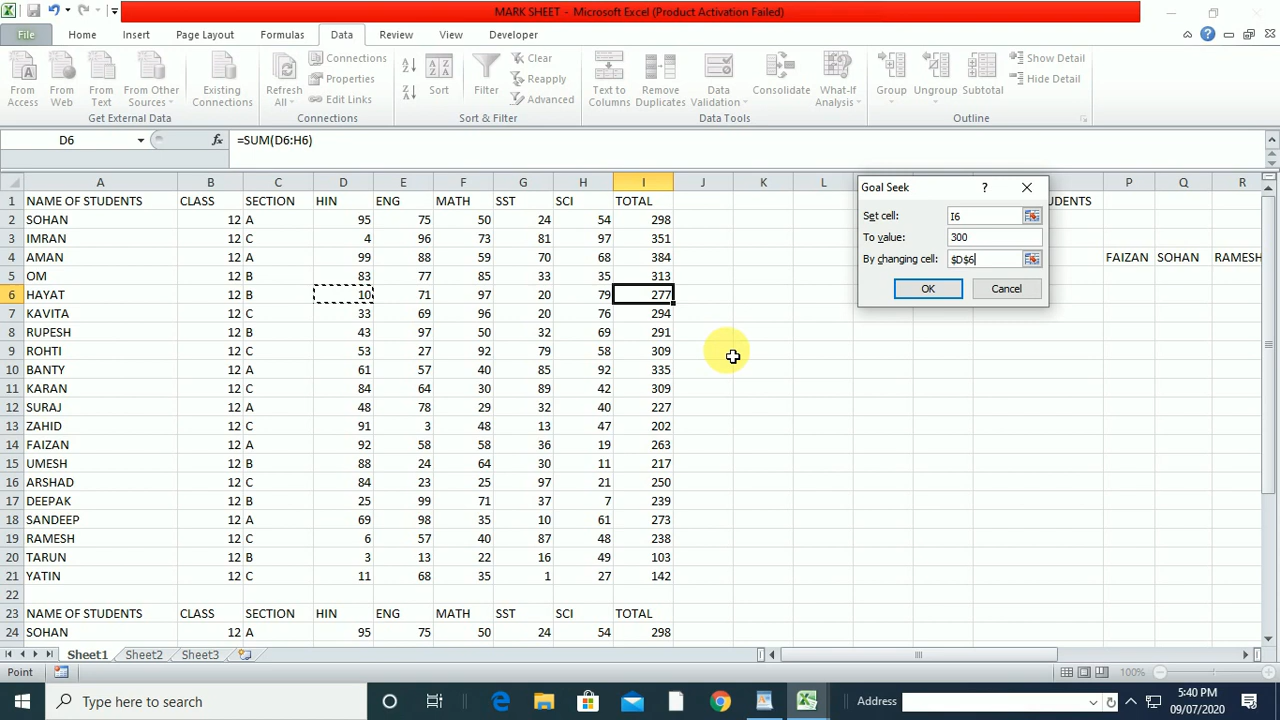 MARK SHEET - Microsoft Excel (Product Activation Failed)
File Home Insert Page Layout Formulas Data Review View Developer
From Access From Web From Text From Other Sources Existing Connections Refresh All Connections Properties Edit Links Sort Filter Clear Reapply Advanced Text to Columns Remove Duplicates Data Validation Consolidate What-If Analysis Group Ungroup Subtotal Show Detail Hide Detail
Get External Data Connections Sort & Filter Data Tools Outline
D6 fx =SUM(D6:H6)
A B C D E F G H I J K L P Q R
1 NAME OF STUDENTS CLASS SECTION HIN ENG MATH SST SCI TOTAL
2 SOHAN 12 A 95 75 50 24 54 298
3 IMRAN 12 C 4 96 73 81 97 351
4 AMAN 12 A 99 88 59 70 68 384 FAIZAN SOHAN RAMESH
5 OM 12 B 83 77 85 33 35 313
6 HAYAT 12 B 10 71 97 20 79 277
7 KAVITA 12 C 33 69 96 20 76 294
8 RUPESH 12 B 43 97 50 32 69 291
9 ROHTI 12 C 53 27 92 79 58 309
10 BANTY 12 A 61 57 40 85 92 335
11 KARAN 12 C 84 64 30 89 42 309
12 SURAJ 12 A 48 78 29 32 40 227
13 ZAHID 12 C 91 3 48 13 47 202
14 FAIZAN 12 A 92 58 58 36 19 263
15 UMESH 12 B 88 24 64 30 11 217
16 ARSHAD 12 C 84 23 25 97 21 250
17 DEEPAK 12 B 25 99 71 37 7 239
18 SANDEEP 12 A 69 98 35 10 61 273
19 RAMESH 12 C 6 57 40 87 48 238
20 TARUN 12 B 3 13 22 16 49 103
21 YATIN 12 C 11 68 35 1 27 142
22
23 NAME OF STUDENTS CLASS SECTION HIN ENG MATH SST SCI TOTAL
24 SOHAN 12 A 95 75 50 24 54 298
Goal Seek ?
Set cell: I6
To value: 300
By changing cell: $D$6
OK Cancel
Sheet1 Sheet2 Sheet3
Point 100%
Type here to search Address 5:40 PM
09/07/2020